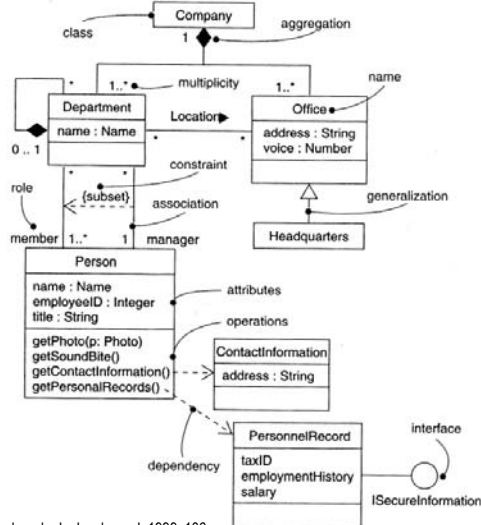 Company
class
1
aggregation
1..*
multiplicity
1..*
name
*
*
Department
name : Name
Location
*
*
Office
address : String
voice : Number
0 .. 1
*
*
constraint
role
{subset}
association
generalization
member
1..*
1
manager
Headquarters
Person
name : Name
employeeID : Integer
title : String
attributes
operations
getPhoto(p: Photo)
getSoundBite()
getContactInformation()
getPersonalRecords()
ContactInformation
address : String
dependency
PersonnelRecord
taxID
employmentHistory
salary
interface
ISecureInformation